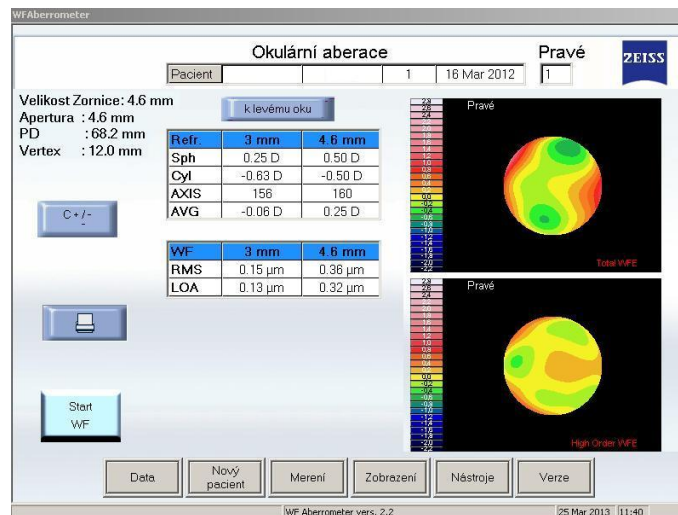 WFAberrometer
Okulární aberace
Pravé
ZEISS
Pacient 1 16 Mar 2012 1
Velikost Zornice: 4.6 mm
Apertura : 4.6 mm
PD : 68.2 mm
Vertex : 12.0 mm
k levému oku
Refr. 3 mm 4.6 mm
Sph 0.25 D 0.50 D
Cyl -0.63 D -0.50 D
AXIS 156 160
AVG -0.06 D 0.25 D
C + / -
WF 3 mm 4.6 mm
RMS 0.15 µm 0.36 µm
LOA 0.13 µm 0.32 µm
Start
WF
Pravé
Total WFE
Pravé
High Order WFE
Data
Nový
pacient
Merení
Zobrazení
Nástroje
Verze
WF Aberrometer vers. 2.2
25 Mar 2013 11:40